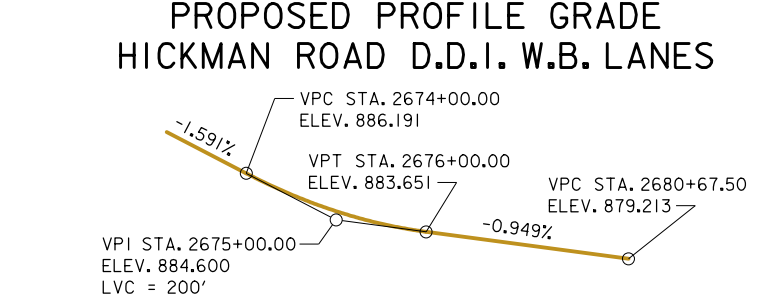 PROPOSED PROFILE GRADE
HICKMAN ROAD D.D.I. W.B. LANES
VPC STA. 2674+00.00
ELEV. 886.191
-1.591%
VPT STA. 2676+00.00
ELEV. 883.651
VPC STA. 2680+67.50
ELEV. 879.213
-0.949%
VPI STA. 2675+00.00
ELEV. 884.600
LVC = 200'